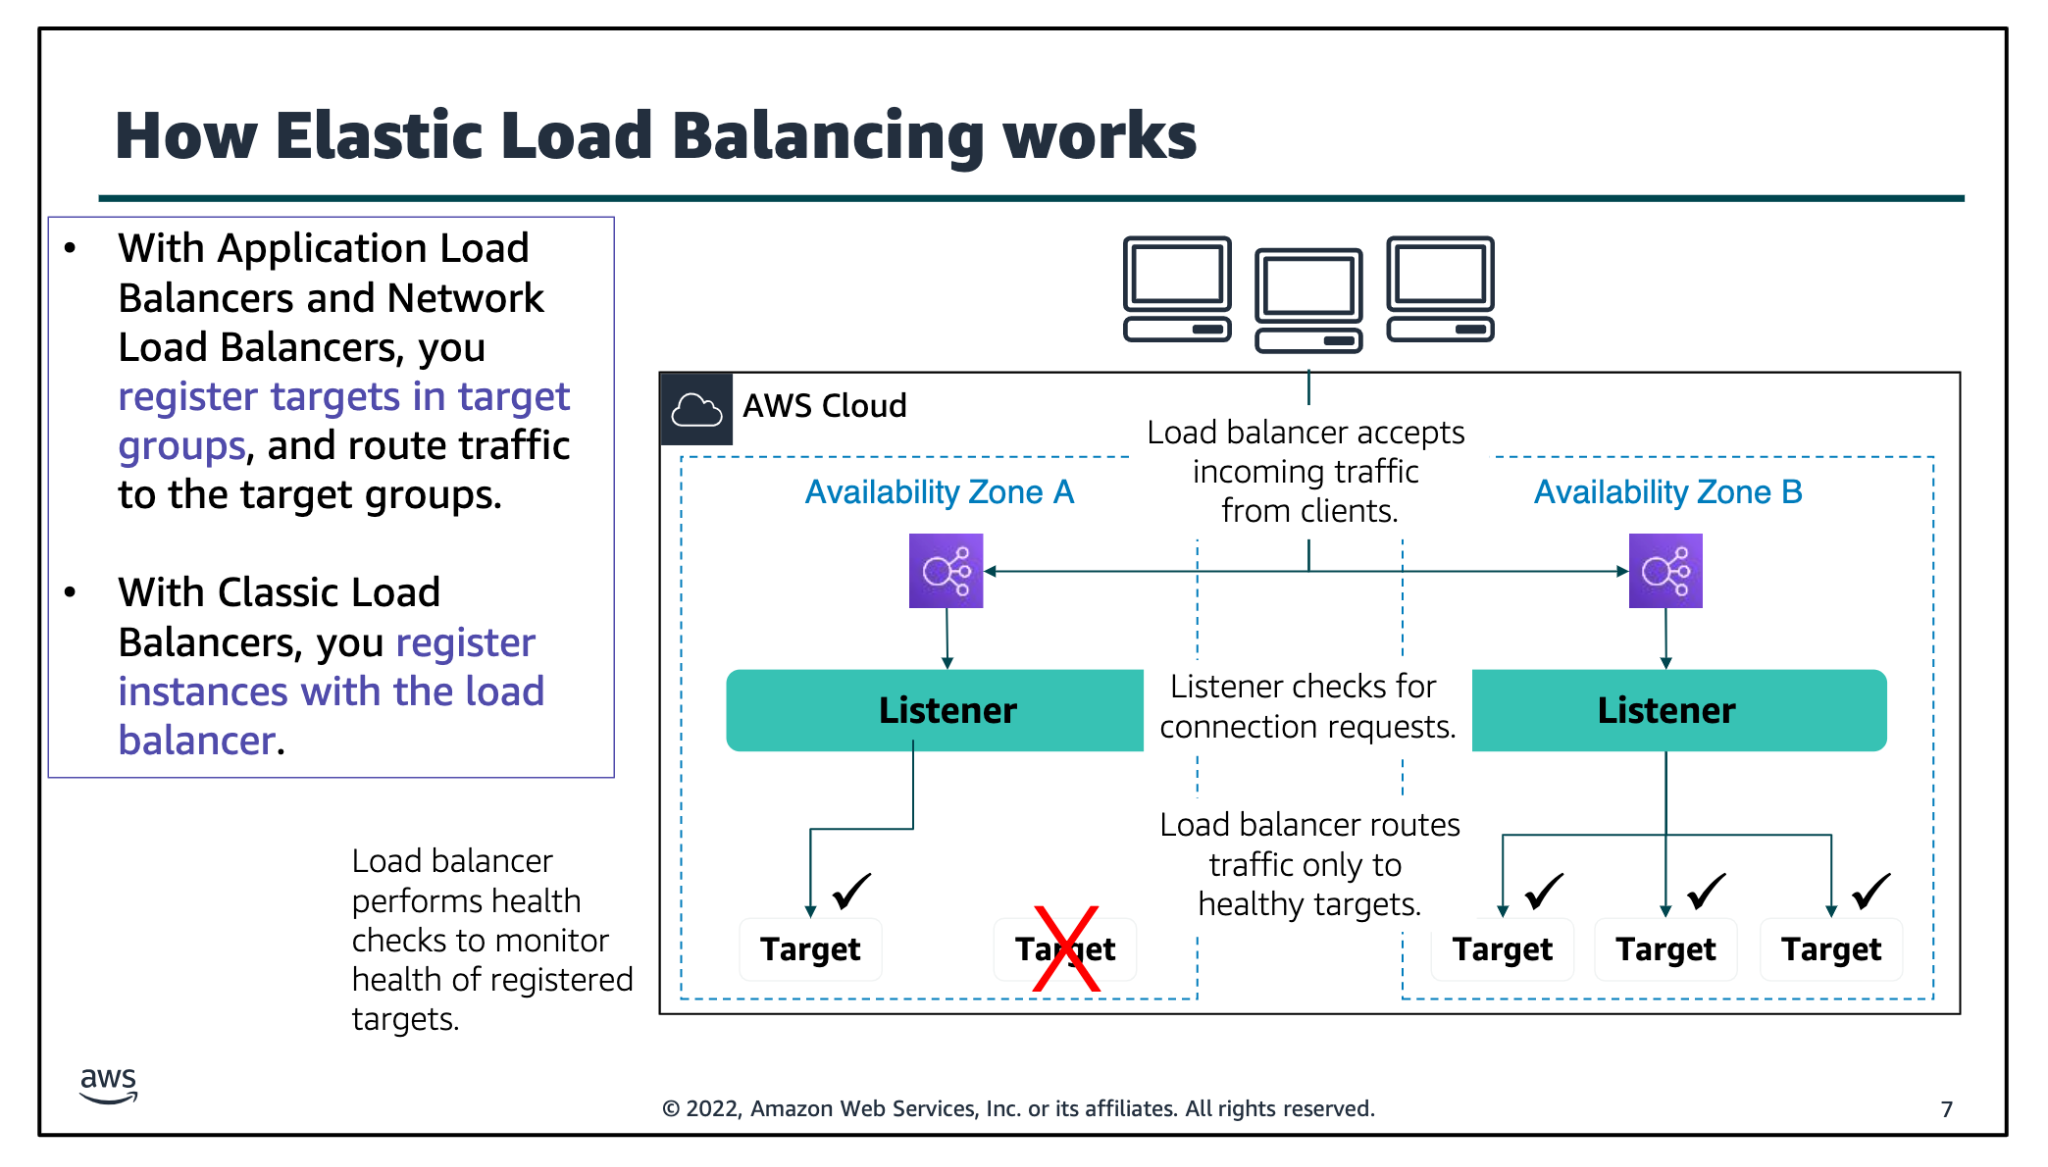 How Elastic Load Balancing works
• With Application Load
Balancers and Network
Load Balancers, you
register targets in target
groups, and route traffic
to the target groups.
• With Classic Load
Balancers, you register
instances with the load
balancer.
Load balancer
performs health
checks to monitor
health of registered
targets.
AWS Cloud
Load balancer accepts
incoming traffic
from clients.
Availability Zone A
Availability Zone B
Listener
Listener checks for
connection requests.
Listener
Load balancer routes
traffic only to
healthy targets.
Target
Target
Target
Target
Target
aws
© 2022, Amazon Web Services, Inc. or its affiliates. All rights reserved.
7